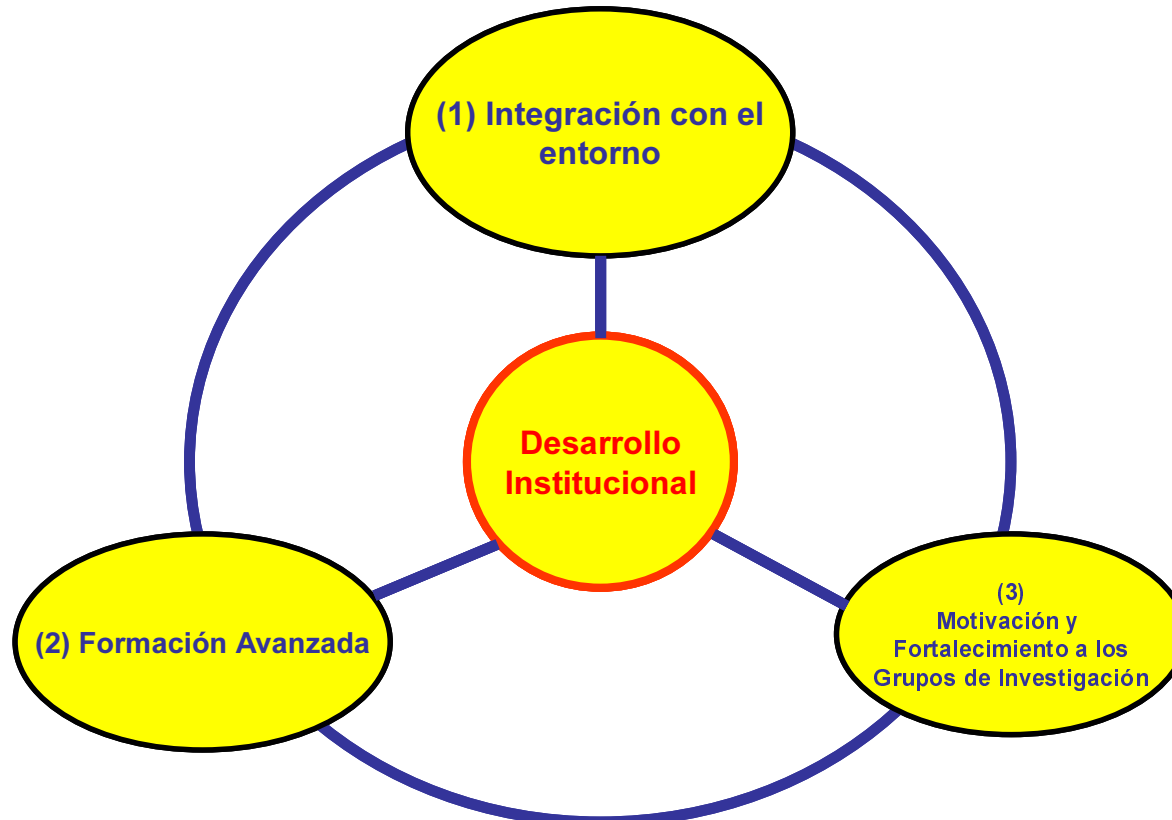 (1) Integración con el
entorno
Desarrollo
Institucional
(2) Formación Avanzada
(3)
Motivación y
Fortalecimiento a los
Grupos de Investigación